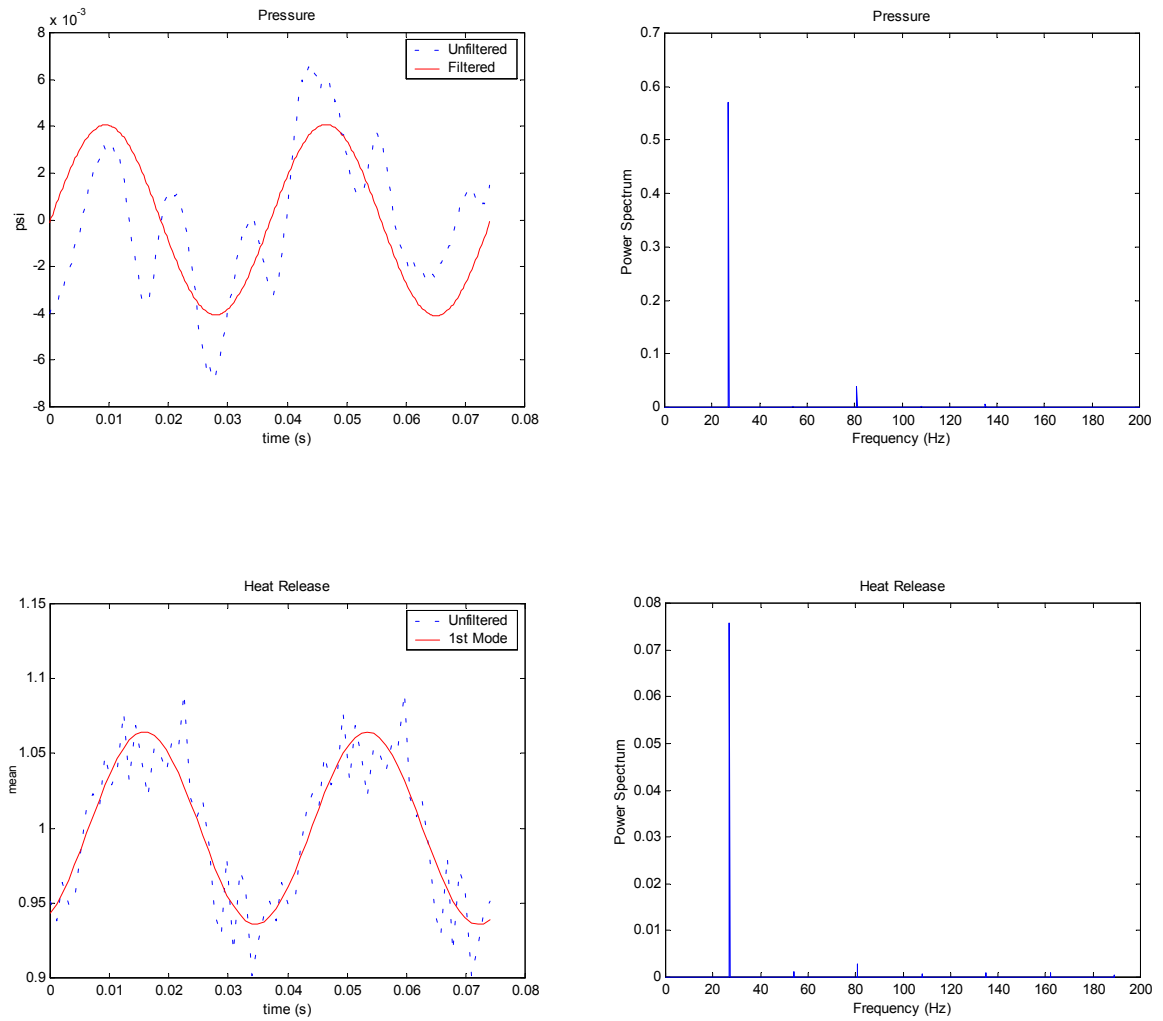 Pressure
x 10⁻³
8
6
4
2
0
-2
-4
-6
-8
psi
0 0.01 0.02 0.03 0.04 0.05 0.06 0.07 0.08
time (s)
Unfiltered
Filtered
Pressure
0.7
0.6
0.5
0.4
0.3
0.2
0.1
0
Power Spectrum
0 20 40 60 80 100 120 140 160 180 200
Frequency (Hz)
Heat Release
1.15
1.1
1.05
1
0.95
0.9
mean
0 0.01 0.02 0.03 0.04 0.05 0.06 0.07 0.08
time (s)
Unfiltered
1st Mode
Heat Release
0.08
0.07
0.06
0.05
0.04
0.03
0.02
0.01
0
Power Spectrum
0 20 40 60 80 100 120 140 160 180 200
Frequency (Hz)